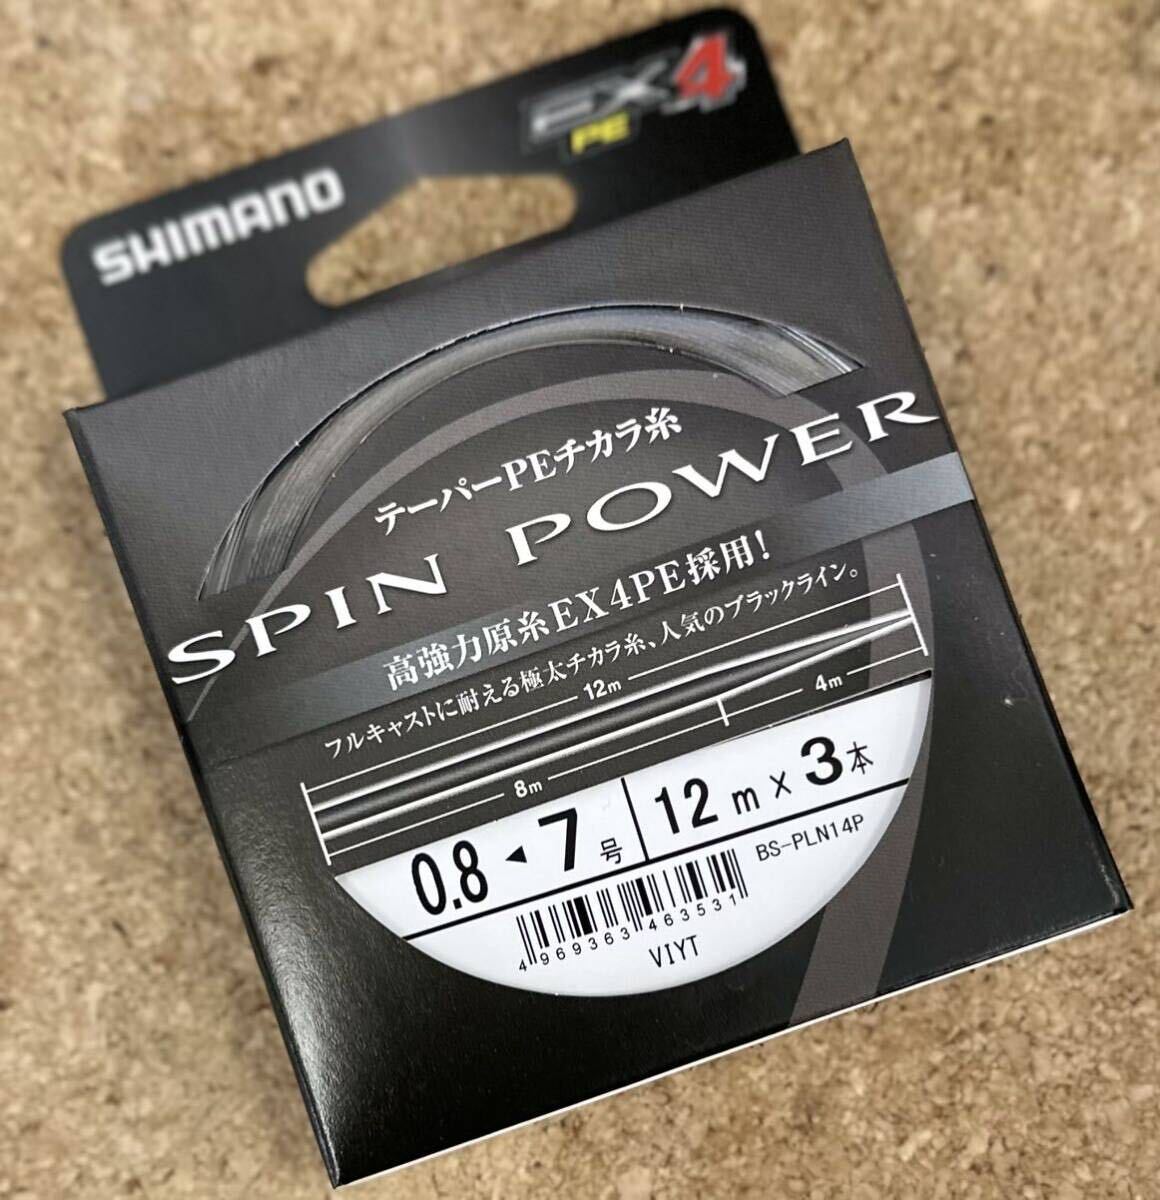 SHIMANO
EX4
PE
テーパーPEチカラ糸
SPIN POWER
高強力原糸EX4PE採用!
フルキャストに耐える極太チカラ糸、人気のブラックライン。
12m
8m
4m
0.8◀7号
12m×3本
BS-PLN14P
4 969363 463531
VIYT